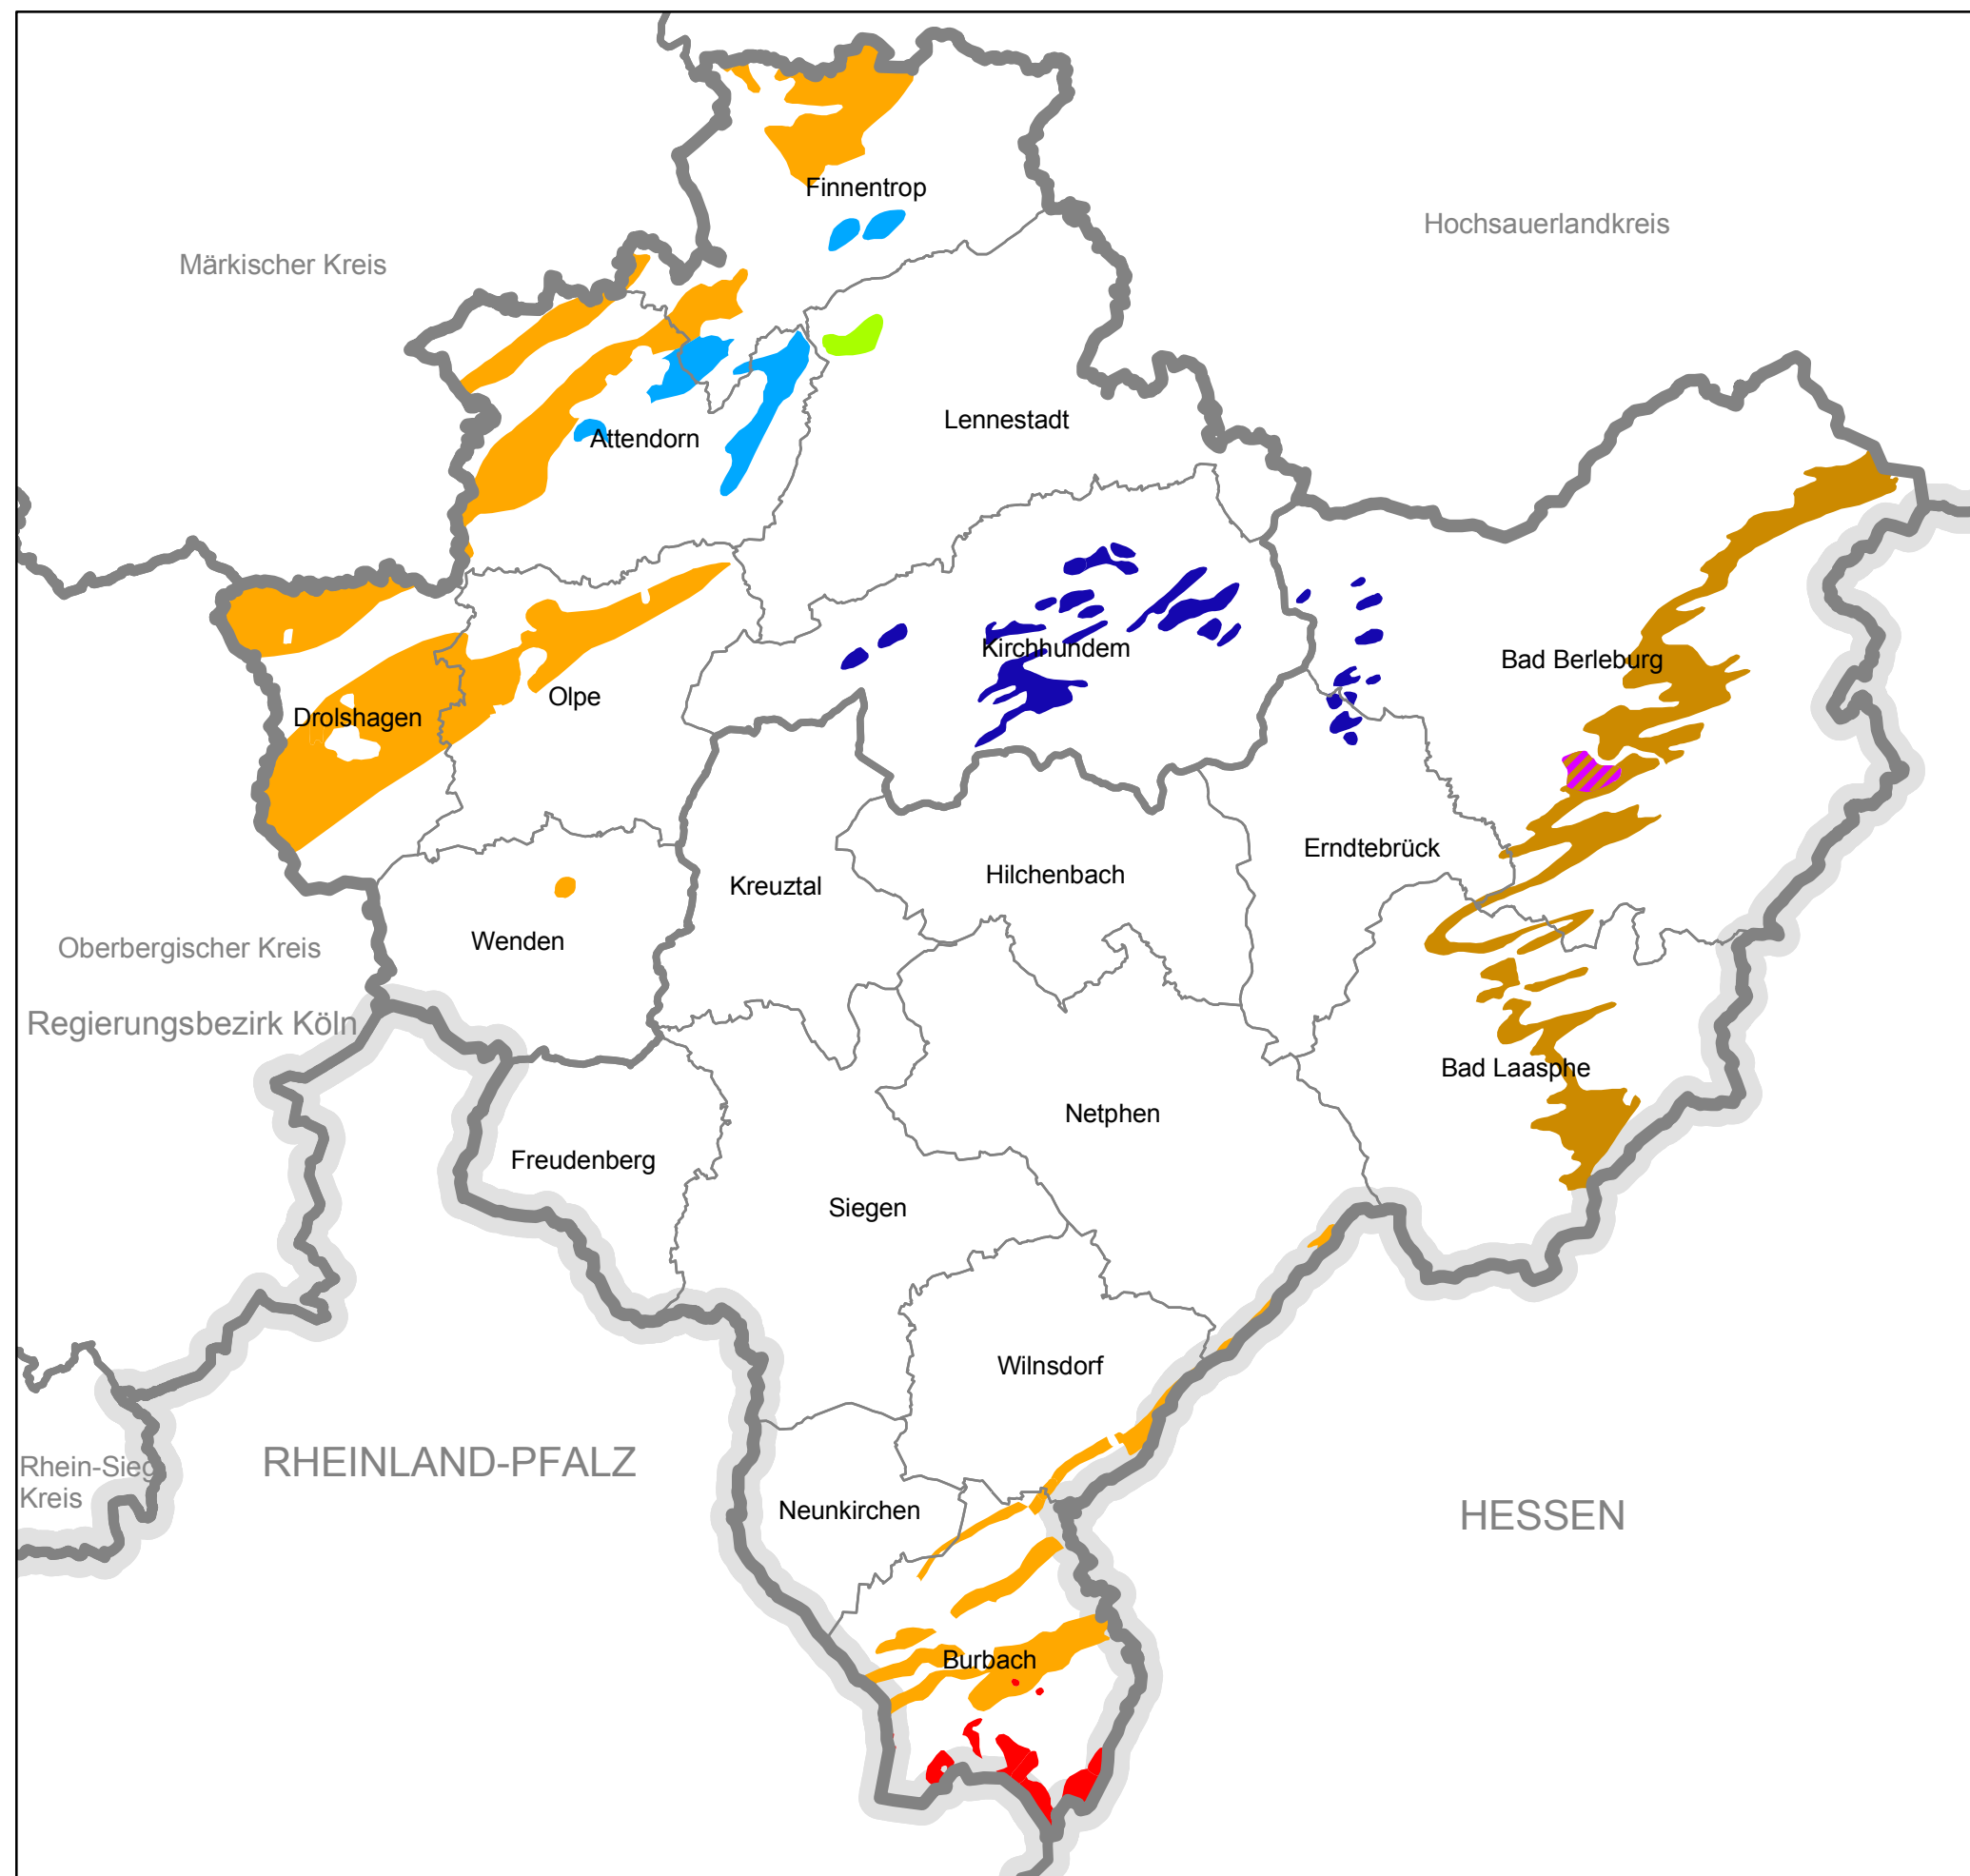 Finnentrop
Hochsauerlandkreis
Märkischer Kreis
Lennestadt
Attendorn
Kirchhundem
Bad Berleburg
Olpe
Drolshagen
Erndtebrück
Hilchenbach
Kreuztal
Wenden
Oberbergischer Kreis
Regierungsbezirk Köln
Bad Laasphe
Netphen
Freudenberg
Siegen
Wilnsdorf
RHEINLAND-PFALZ
Rhein-Sieg
Kreis
Neunkirchen
HESSEN
Burbach